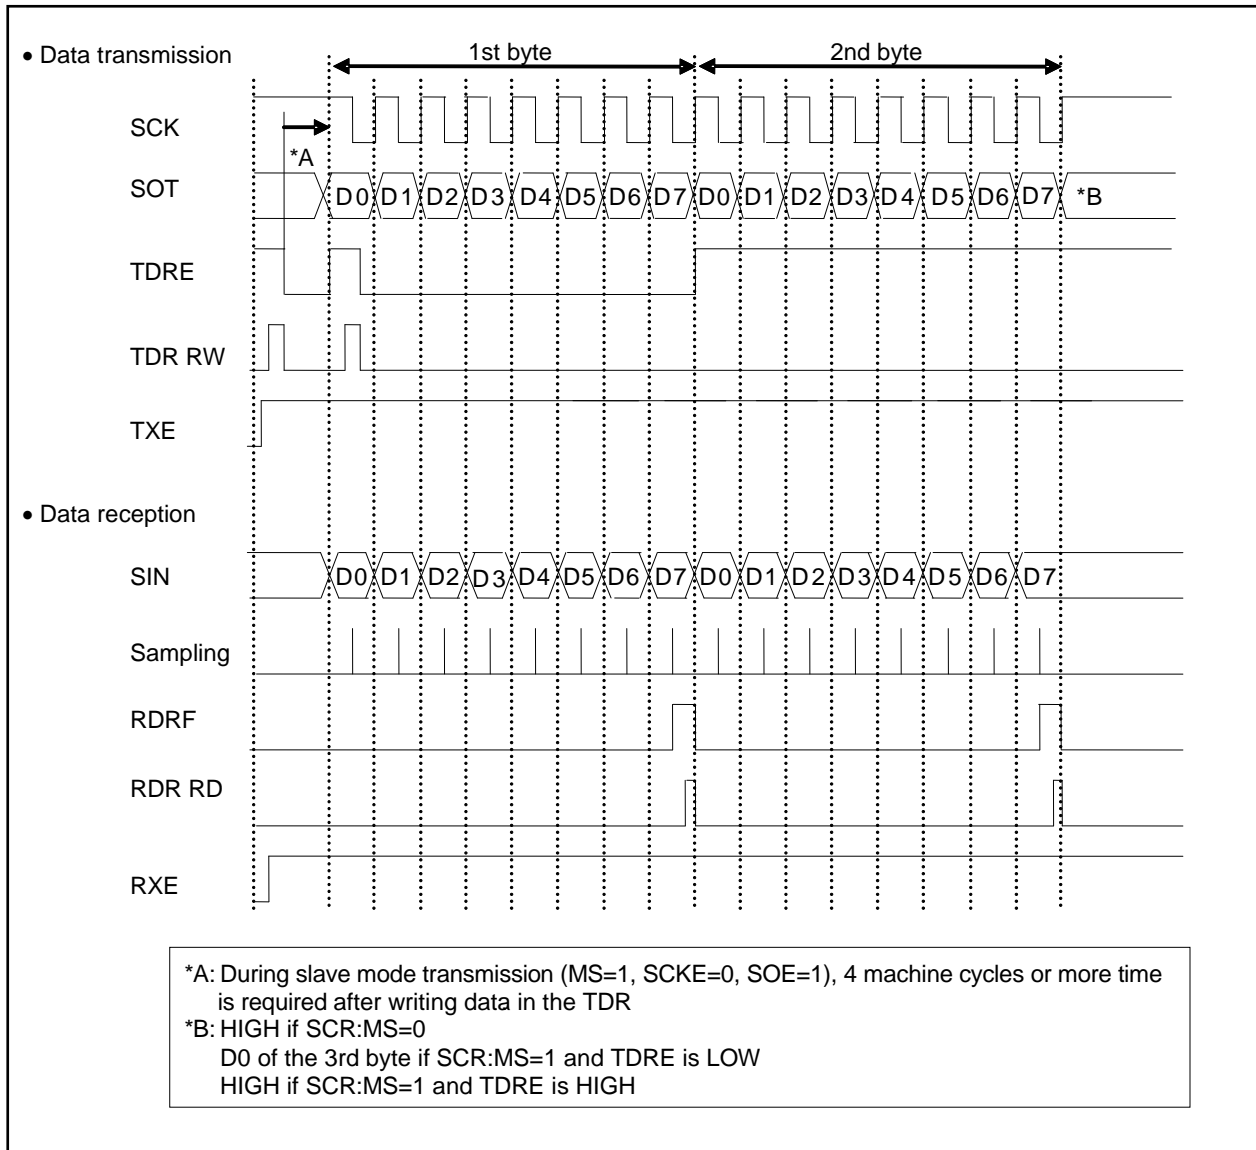 • Data transmission
1st byte 2nd byte
SCK
*A
SOT D0 D1 D2 D3 D4 D5 D6 D7 D0 D1 D2 D3 D4 D5 D6 D7 *B
TDRE
TDR RW
TXE
• Data reception
SIN D0 D1 D2 D3 D4 D5 D6 D7 D0 D1 D2 D3 D4 D5 D6 D7
Sampling
RDRF
RDR RD
RXE
*A: During slave mode transmission (MS=1, SCKE=0, SOE=1), 4 machine cycles or more time
is required after writing data in the TDR
*B: HIGH if SCR:MS=0
D0 of the 3rd byte if SCR:MS=1 and TDRE is LOW
HIGH if SCR:MS=1 and TDRE is HIGH